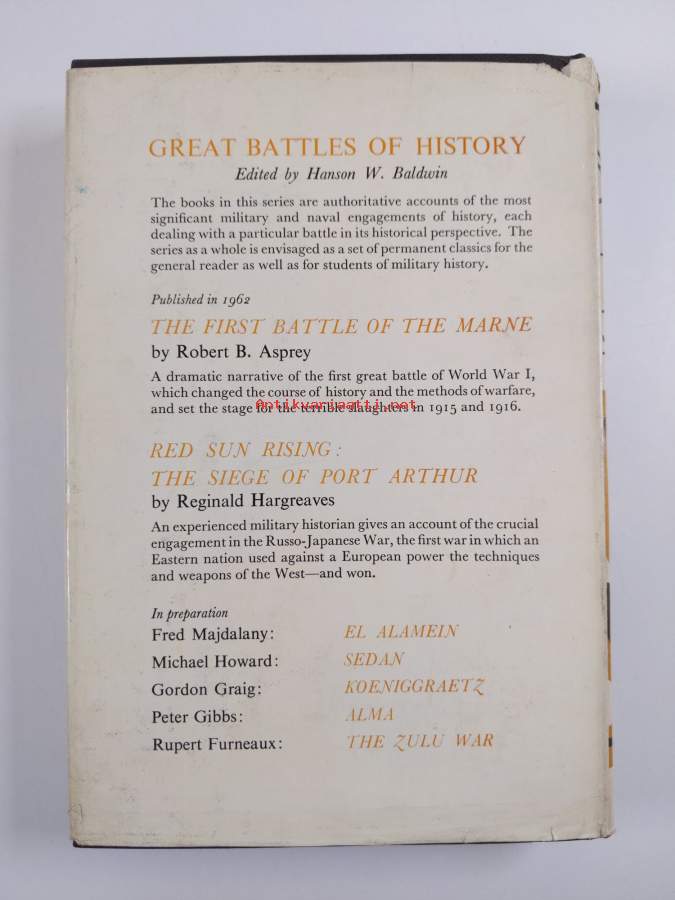 GREAT BATTLES OF HISTORY
Edited by Hanson W. Baldwin
The books in this series are authoritative accounts of the most
significant military and naval engagements of history, each
dealing with a particular battle in its historical perspective. The
series as a whole is envisaged as a set of permanent classics for the
general reader as well as for students of military history.
Published in 1962
THE FIRST BATTLE OF THE MARNE
by Robert B. Asprey
A dramatic narrative of the first great battle of World War I,
which changed the course of history and the methods of warfare,
and set the stage for the terrible slaughters in 1915 and 1916.
Antikvariaatti.net
RED SUN RISING:
THE SIEGE OF PORT ARTHUR
by Reginald Hargreaves
An experienced military historian gives an account of the crucial
engagement in the Russo-Japanese War, the first war in which an
Eastern nation used against a European power the techniques
and weapons of the West—and won.
In preparation
Fred Majdalany: EL ALAMEIN
Michael Howard: SEDAN
Gordon Graig: KOENIGGRAETZ
Peter Gibbs: ALMA
Rupert Furneaux: THE ZULU WAR